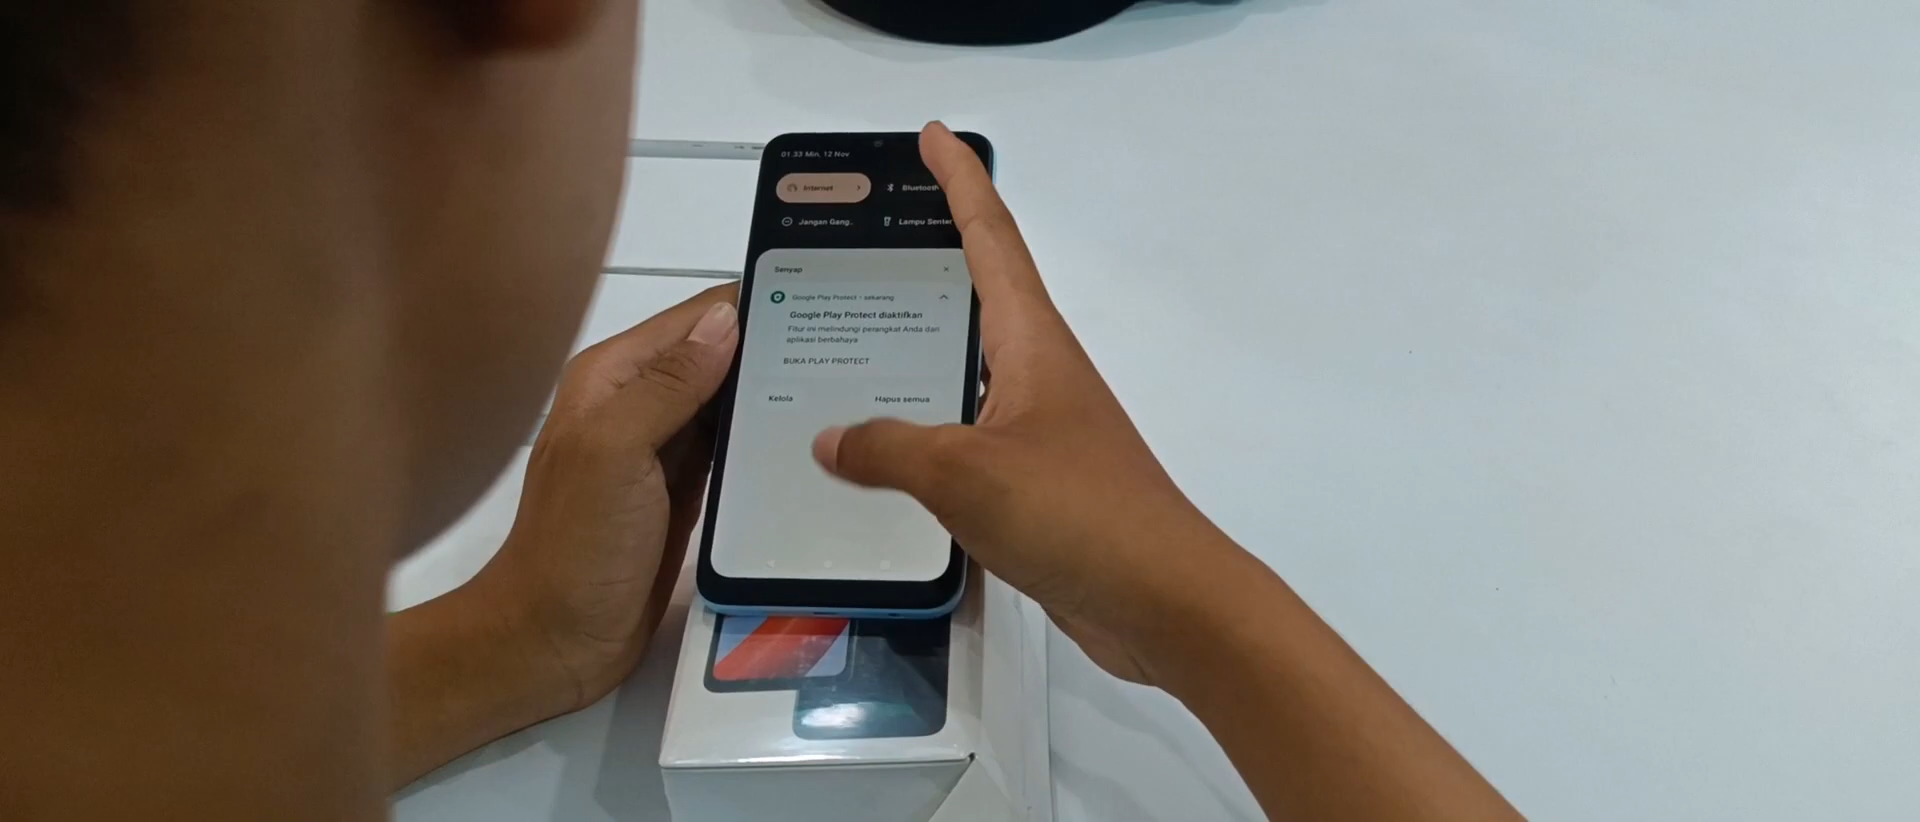 01.33 Min, 12 Nov
Internet
Bluetooth
Jangan Gang..
Lampu Senter
Senyap
Google Play Protect • sekarang
Google Play Protect diaktifkan
Fitur ini melindungi perangkat Anda dari
aplikasi berbahaya
BUKA PLAY PROTECT
Kelola
Hapus semua